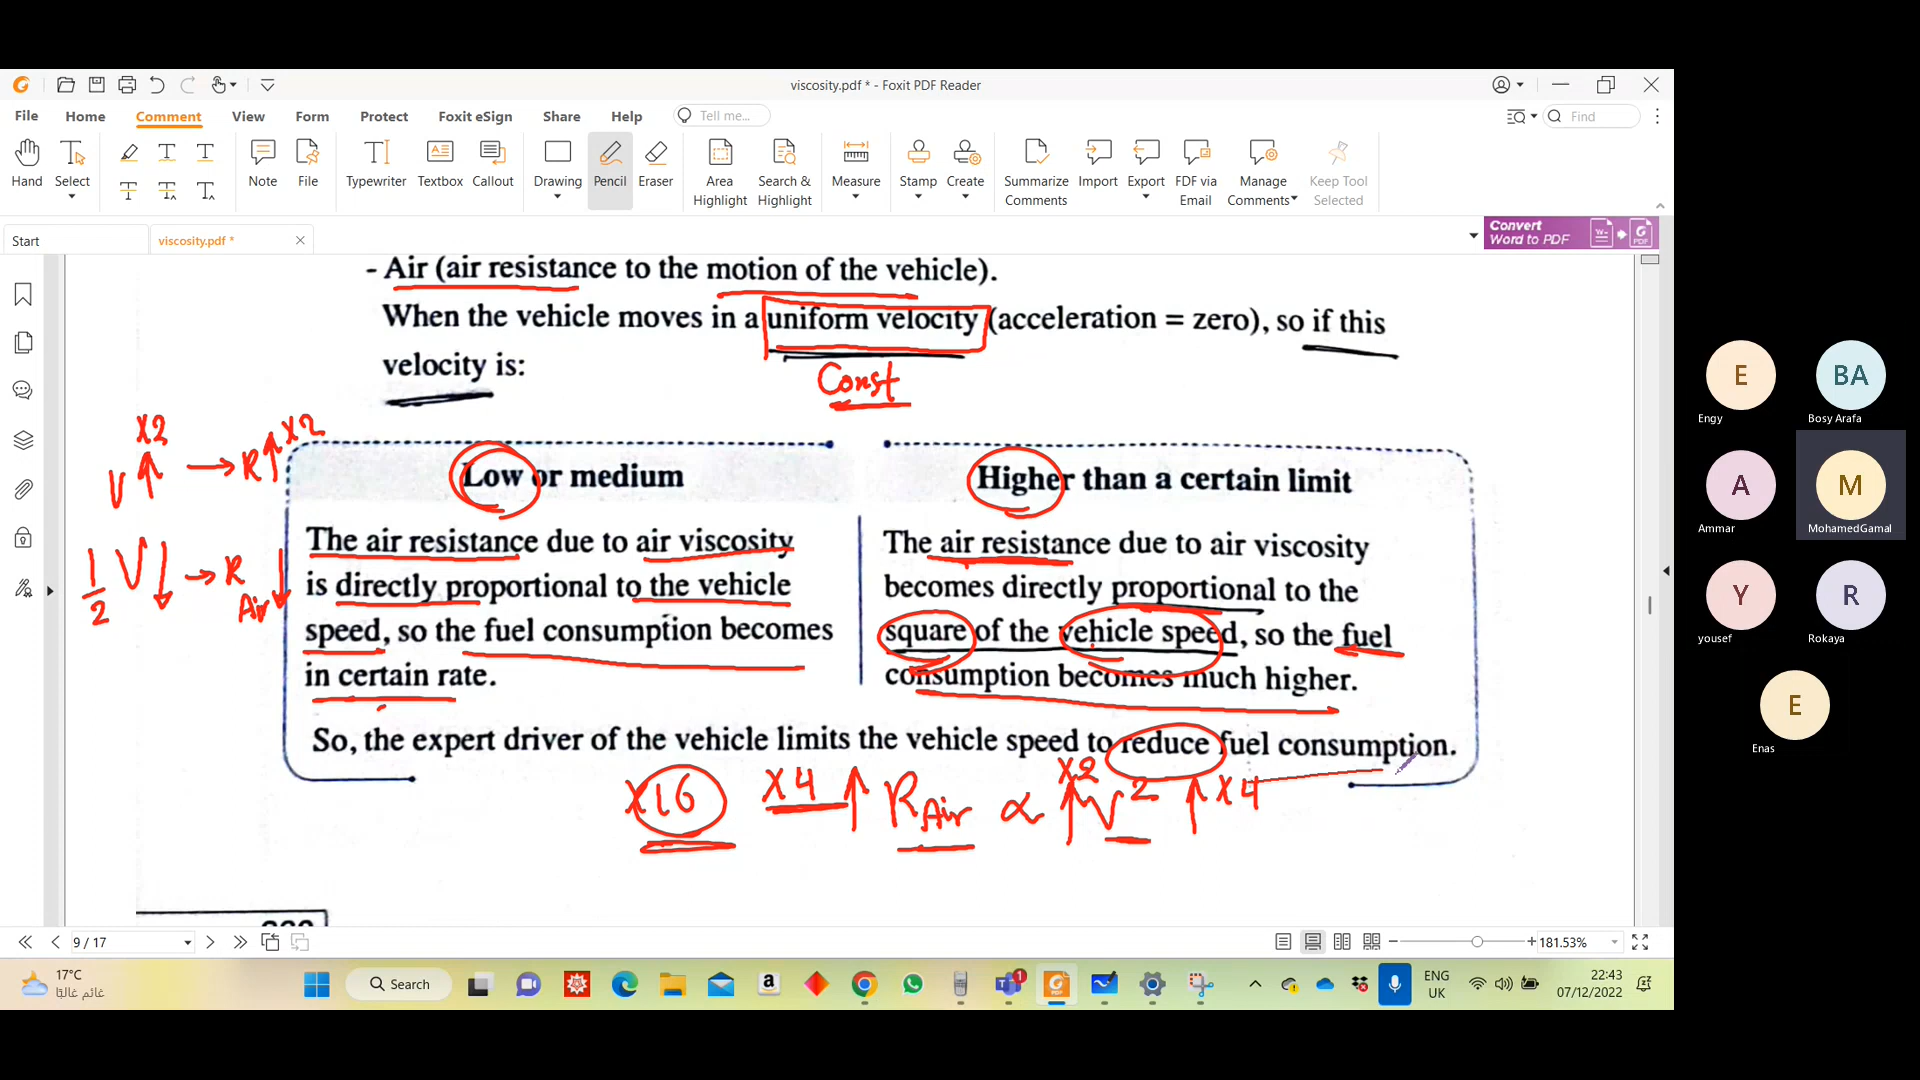 viscosity.pdf * - Foxit PDF Reader
File Home Comment View Form Protect Foxit eSign Share Help Tell me... Find
Hand Select Note File Typewriter Textbox Callout Drawing Pencil Eraser Area Highlight Search & Highlight Measure Stamp Create Summarize Comments Import Export FDF via Email Manage Comments Keep Tool Selected
Start viscosity.pdf * Convert Word to PDF
- Air (air resistance to the motion of the vehicle).
When the vehicle moves in a uniform velocity (acceleration = zero), so if this
velocity is:
Const
X2 X2
V → R
1/2 V → R Air
Low or medium
The air resistance due to air viscosity
is directly proportional to the vehicle
speed, so the fuel consumption becomes
in certain rate.
Higher than a certain limit
The air resistance due to air viscosity
becomes directly proportional to the
square of the vehicle speed, so the fuel
consumption becomes much higher.
So, the expert driver of the vehicle limits the vehicle speed to reduce fuel consumption.
X16 X4 ↑ R Air ∝ ↑ X2 V² ↑ X4
9 / 17 181.53%
E Engy
BA Bosy Arafa
A Ammar
M MohamedGamal
Y yousef
R Rokaya
E Enas
17°C
غائم غالبًا
Search
1
ENG
UK
22:43
07/12/2022